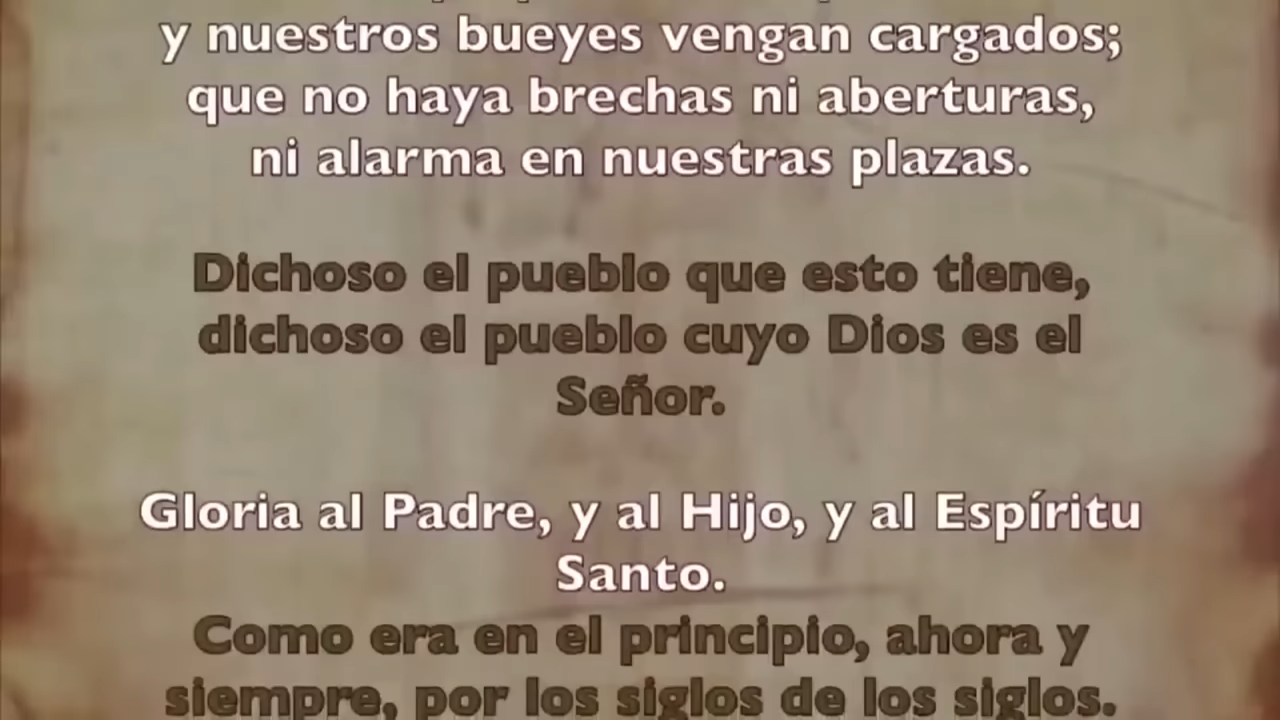 y nuestros bueyes vengan cargados;
que no haya brechas ni aberturas,
ni alarma en nuestras plazas.
Dichoso el pueblo que esto tiene,
dichoso el pueblo cuyo Dios es el
Señor.
Gloria al Padre, y al Hijo, y al Espíritu
Santo.
Como era en el principio, ahora y
siempre, por los siglos de los siglos.